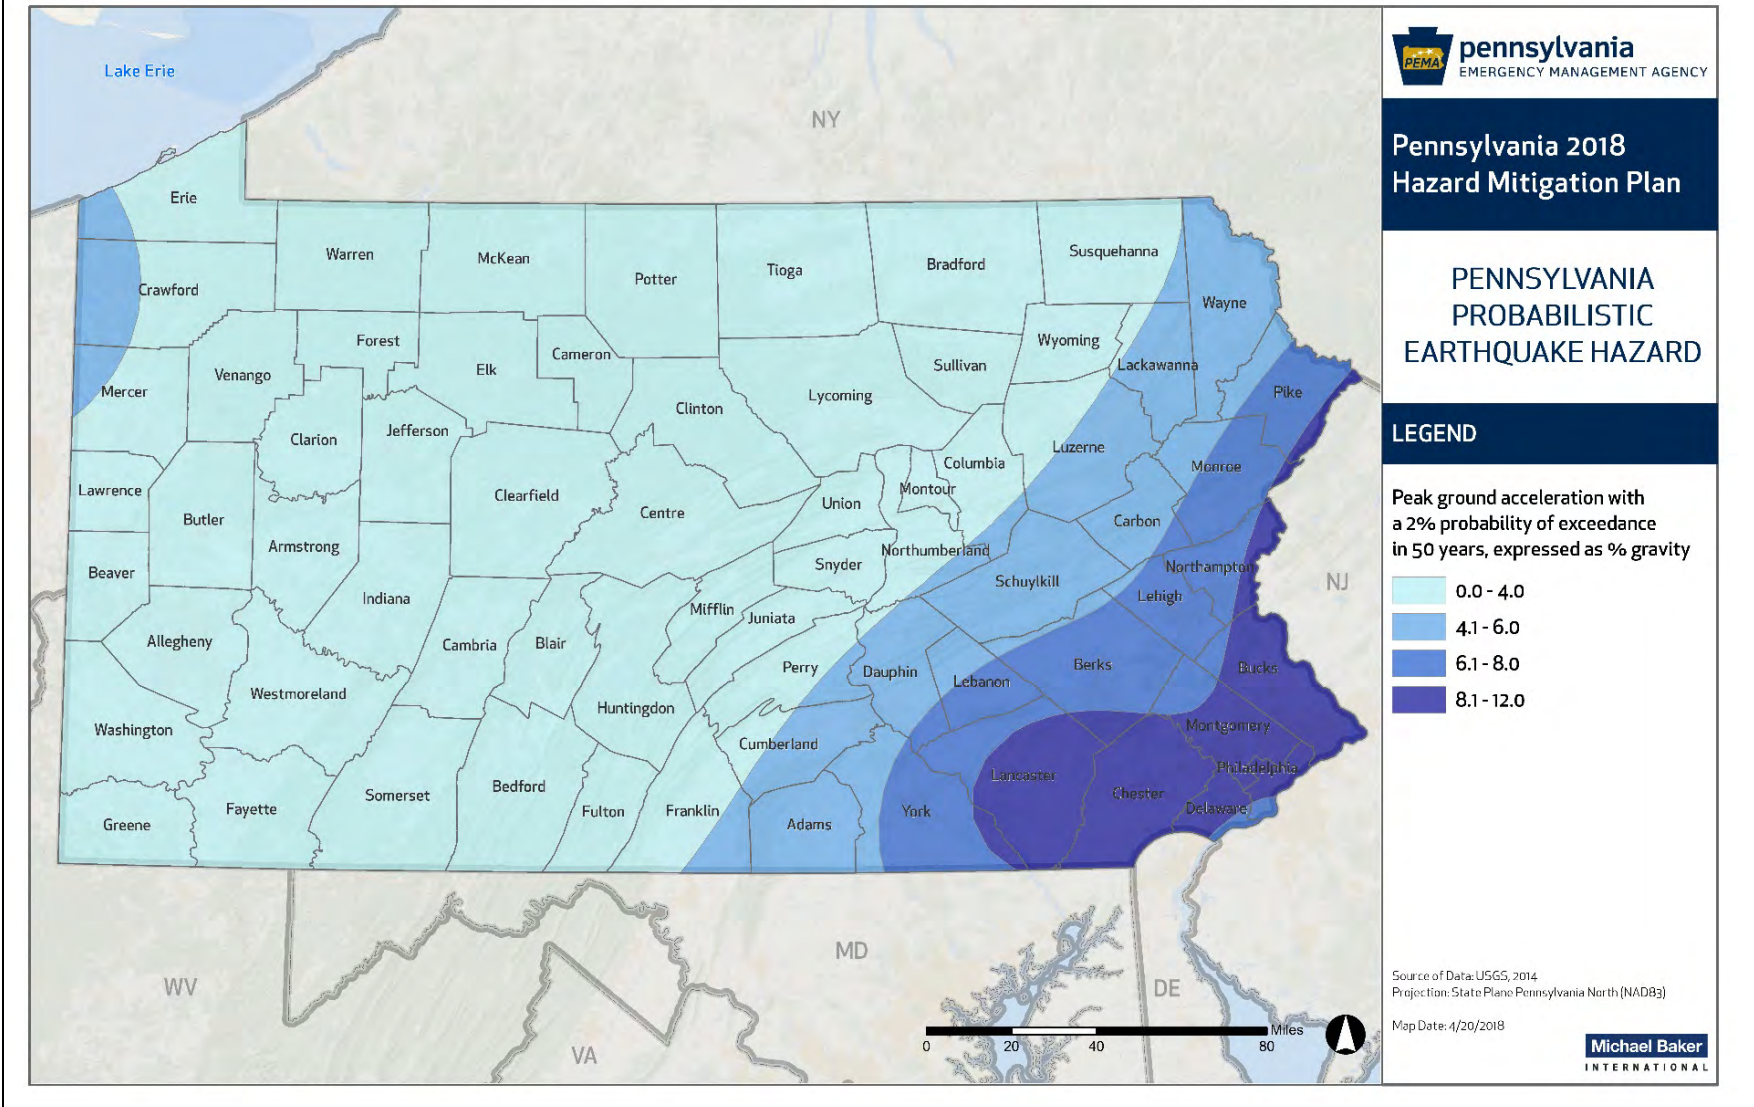 Lake Erie
NY
Erie
Warren
McKean
Potter
Tioga
Bradford
Susquehanna
Wayne
Crawford
Forest
Elk
Cameron
Sullivan
Wyoming
Lackawanna
Pike
Mercer
Venango
Clarion
Jefferson
Clinton
Lycoming
Luzerne
Monroe
Lawrence
Butler
Clearfield
Centre
Union
Montour
Columbia
Carbon
Armstrong
Beaver
Indiana
Snyder
Northumberland
Schuylkill
Northampton
Lehigh
NJ
Allegheny
Cambria
Blair
Mifflin
Juniata
Perry
Dauphin
Lebanon
Berks
Bucks
Westmoreland
Washington
Huntingdon
Cumberland
Montgomery
Philadelphia
Lancaster
Chester
Delaware
Greene
Fayette
Somerset
Bedford
Fulton
Franklin
Adams
York
WV
MD
DE
VA
Miles
0 20 40 80
PEMA
pennsylvania
EMERGENCY MANAGEMENT AGENCY
Pennsylvania 2018
Hazard Mitigation Plan
PENNSYLVANIA
PROBABILISTIC
EARTHQUAKE HAZARD
LEGEND
Peak ground acceleration with
a 2% probability of exceedance
in 50 years, expressed as % gravity
0.0 - 4.0
4.1 - 6.0
6.1 - 8.0
8.1 - 12.0
Source of Data: USGS, 2014
Projection: State Plane Pennsylvania North (NAD83)
Map Date: 4/20/2018
Michael Baker
INTERNATIONAL